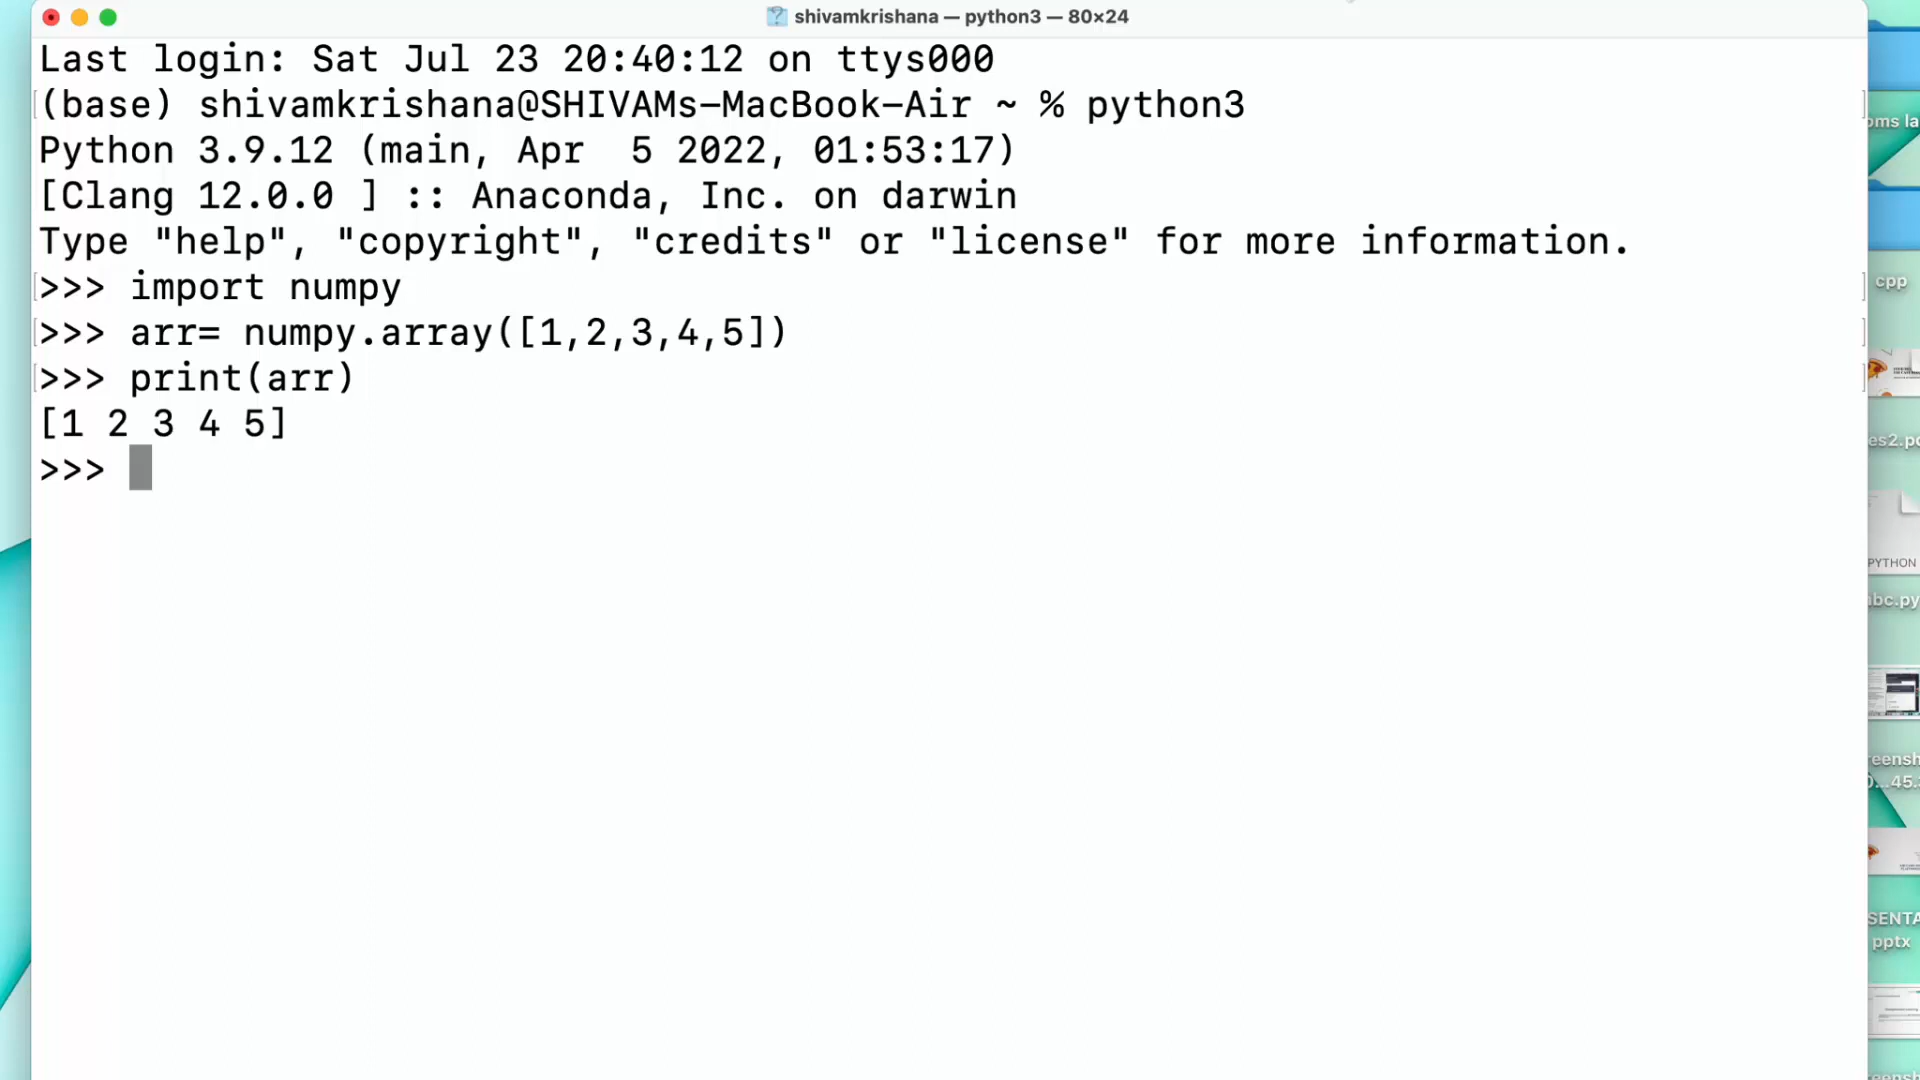 shivamkrishana — python3 — 80×24
Last login: Sat Jul 23 20:40:12 on ttys000
(base) shivamkrishana@SHIVAMs-MacBook-Air ~ % python3
Python 3.9.12 (main, Apr  5 2022, 01:53:17)
[Clang 12.0.0 ] :: Anaconda, Inc. on darwin
Type "help", "copyright", "credits" or "license" for more information.
>>> import numpy
>>> arr= numpy.array([1,2,3,4,5])
>>> print(arr)
[1 2 3 4 5]
>>>
cpp
PYTHON
pptx